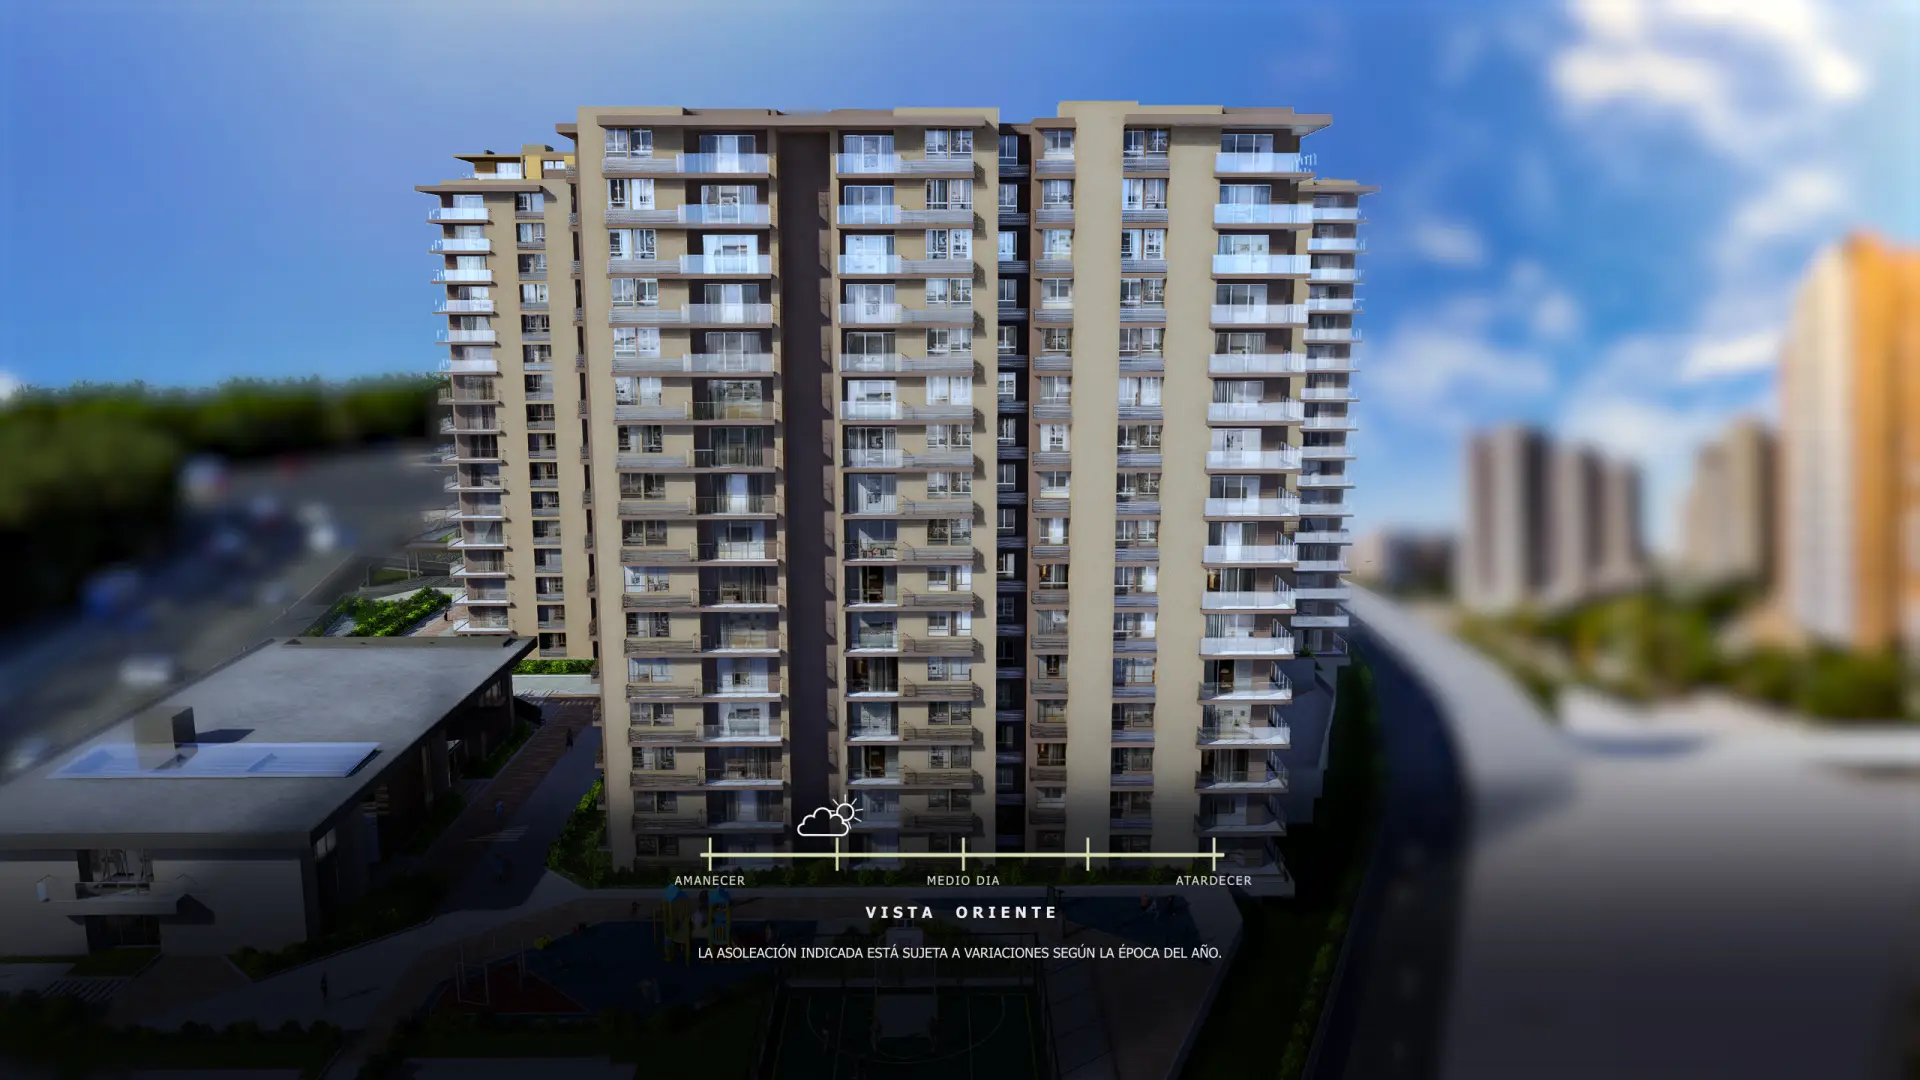 AMANECER MEDIO DIA ATARDECER
VISTA ORIENTE
LA ASOLEACIÓN INDICADA ESTÁ SUJETA A VARIACIONES SEGÚN LA ÉPOCA DEL AÑO.